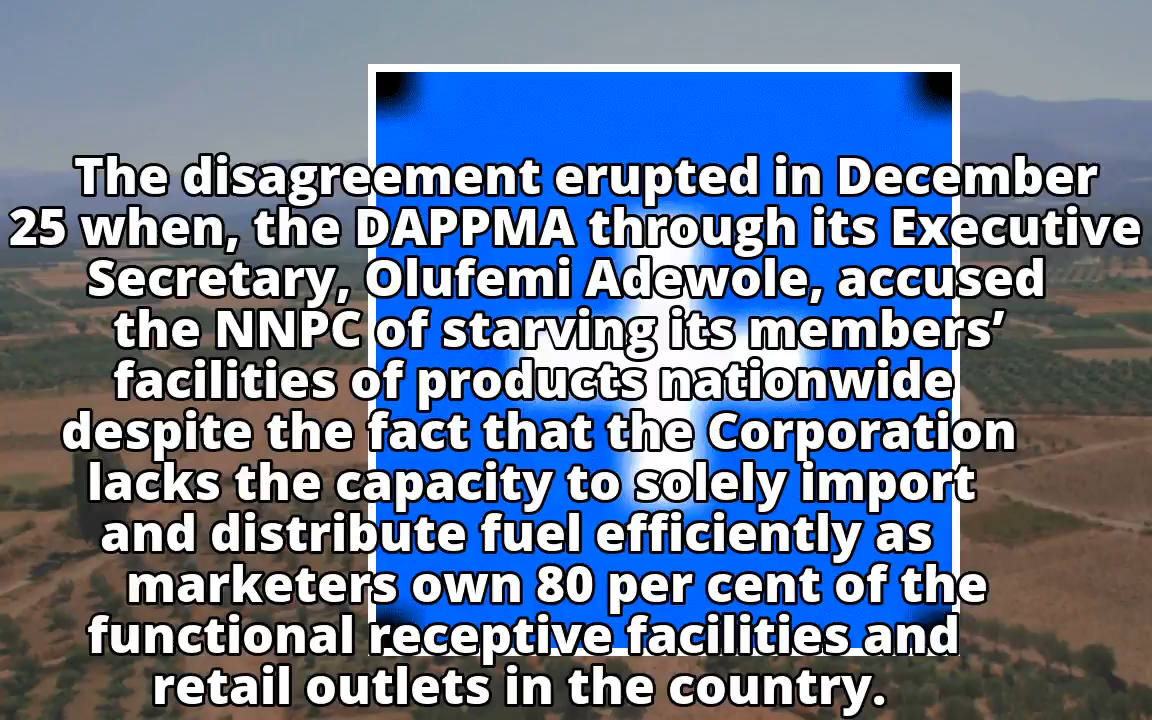 The disagreement erupted in December
25 when, the DAPPMA through its Executive
Secretary, Olufemi Adewole, accused
the NNPC of starving its members’
facilities of products nationwide
despite the fact that the Corporation
lacks the capacity to solely import
and distribute fuel efficiently as
marketers own 80 per cent of the
functional receptive facilities and
retail outlets in the country.